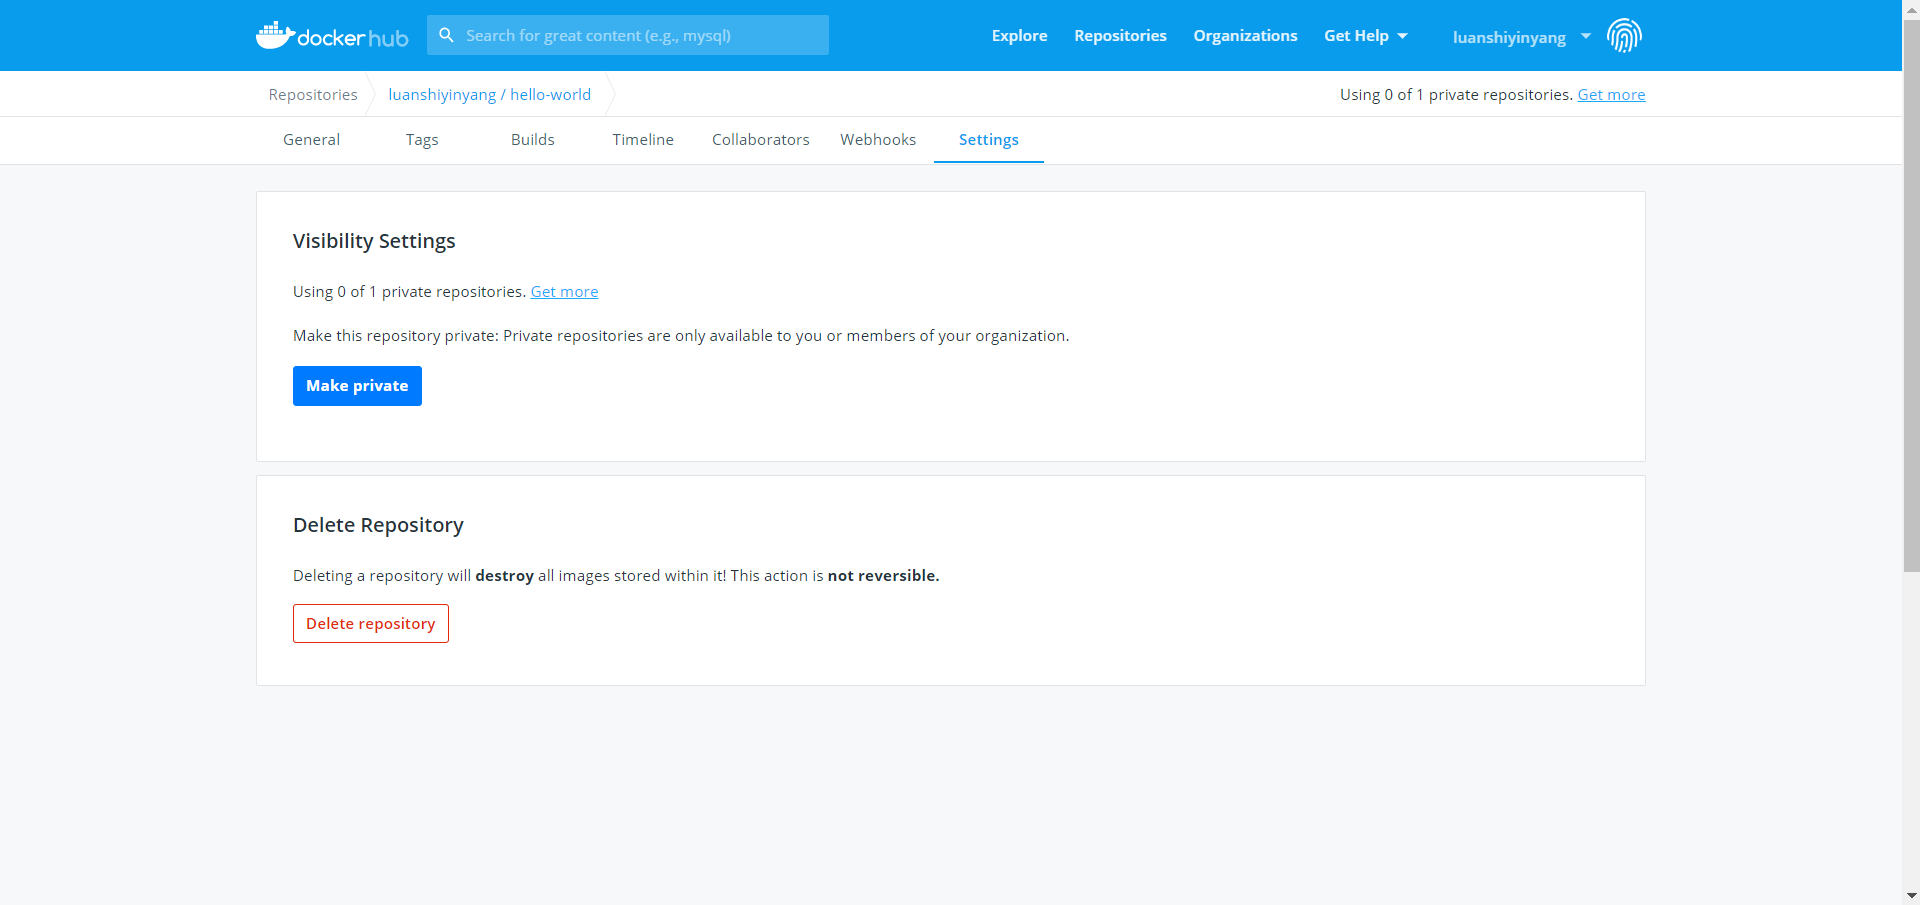 docker hub
Search for great content (e.g., mysql)
Explore
Repositories
Organizations
Get Help
luanshiyinyang
Repositories
luanshiyinyang / hello-world
Using 0 of 1 private repositories. Get more
General
Tags
Builds
Timeline
Collaborators
Webhooks
Settings
Visibility Settings
Using 0 of 1 private repositories. Get more
Make this repository private: Private repositories are only available to you or members of your organization.
Make private
Delete Repository
Deleting a repository will destroy all images stored within it! This action is not reversible.
Delete repository